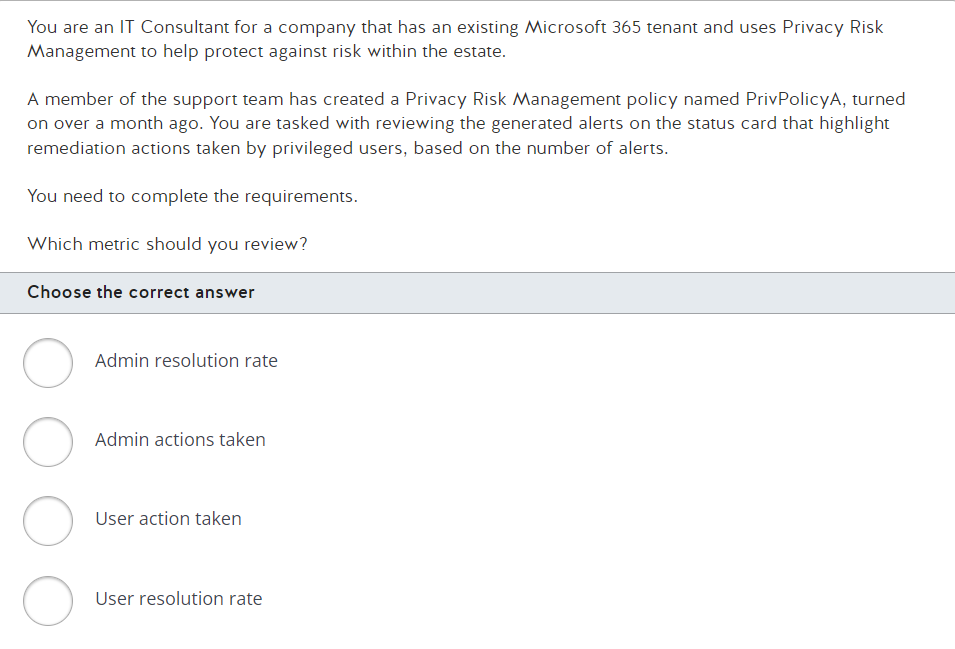 You are an IT Consultant for a company that has an existing Microsoft 365 tenant and uses Privacy Risk
Management to help protect against risk within the estate.
A member of the support team has created a Privacy Risk Management policy named PrivPolicyA, turned
on over a month ago. You are tasked with reviewing the generated alerts on the status card that highlight
remediation actions taken by privileged users, based on the number of alerts.
You need to complete the requirements.
Which metric should you review?
Choose the correct answer
Admin resolution rate
Admin actions taken
User action taken
User resolution rate